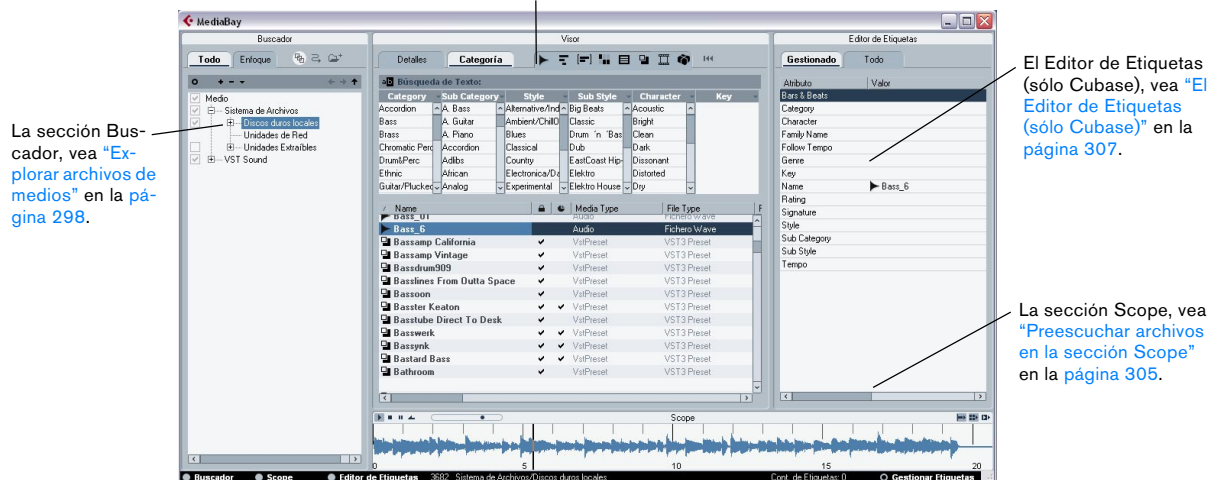 MediaBay
Buscador
Visor
Editor de Etiquetas
Todo Enfoque
Detalles Categoría
Gestionado Todo
Medio
Sistema de Archivos
Discos duros locales
Unidades de Red
Unidades Extraíbles
VST Sound
Búsqueda de Texto:
Category Sub Category Style Sub Style Character Key
Accordion A. Bass Alternative/Ind Big Beats Acoustic
Bass A. Guitar Ambient/ChillO Classic Bright
Brass A. Piano Blues Drum 'n 'Bas Clean
Chromatic Perc Accordion Classical Dub Dark
Drum&Perc Adlibs Country EastCoast Hip- Dissonant
Ethnic African Electronica/Da Elektro Distorted
Guitar/Plucked Analog Experimental Elektro House Dry
Name Media Type File Type
Bass_01 Audio Fichero Wave
Bass_6 Audio Fichero Wave
Bassamp California VstPreset VST3 Preset
Bassamp Vintage VstPreset VST3 Preset
Bassdrum909 VstPreset VST3 Preset
Basslines From Outta Space VstPreset VST3 Preset
Bassoon VstPreset VST3 Preset
Basster Keaton VstPreset VST3 Preset
Basstube Direct To Desk VstPreset VST3 Preset
Basswerk VstPreset VST3 Preset
Bassynk VstPreset VST3 Preset
Bastard Bass VstPreset VST3 Preset
Bathroom VstPreset VST3 Preset
Atributo Valor
Bars & Beats
Category
Character
Family Name
Follow Tempo
Genre
Key
Name Bass_6
Rating
Signature
Style
Sub Category
Sub Style
Tempo
Scope
0 5 10 15 20
Buscador Scope Editor de Etiquetas 3682 Sistema de Archivos/Discos duros locales Cont. de Etiquetas: 0 Gestionar Etiquetas
La sección Bus-
cador, vea "Ex-
plorar archivos de
medios" en la pá-
gina 298.
El Editor de Etiquetas
(sólo Cubase), vea "El
Editor de Etiquetas
(sólo Cubase)" en la
página 307.
La sección Scope, vea
"Preescuchar archivos
en la sección Scope"
en la página 305.